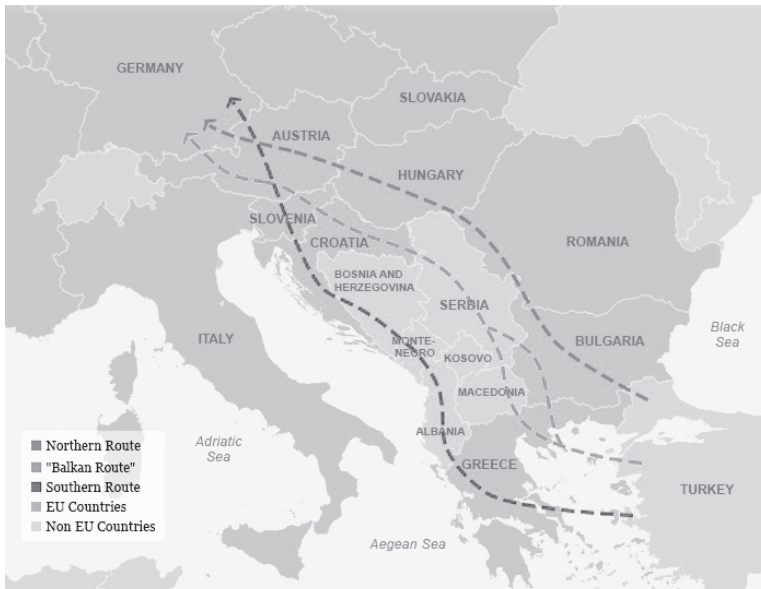 GERMANY
SLOVAKIA
AUSTRIA
HUNGARY
SLOVENIA
CROATIA
ROMANIA
BOSNIA AND
HERZEGOVINA
SERBIA
ITALY
MONTE-
NEGRO
KOSOVO
BULGARIA
Black
Sea
MACEDONIA
ALBANIA
Adriatic
Sea
GREECE
TURKEY
Aegean Sea
Northern Route
"Balkan Route"
Southern Route
EU Countries
Non EU Countries